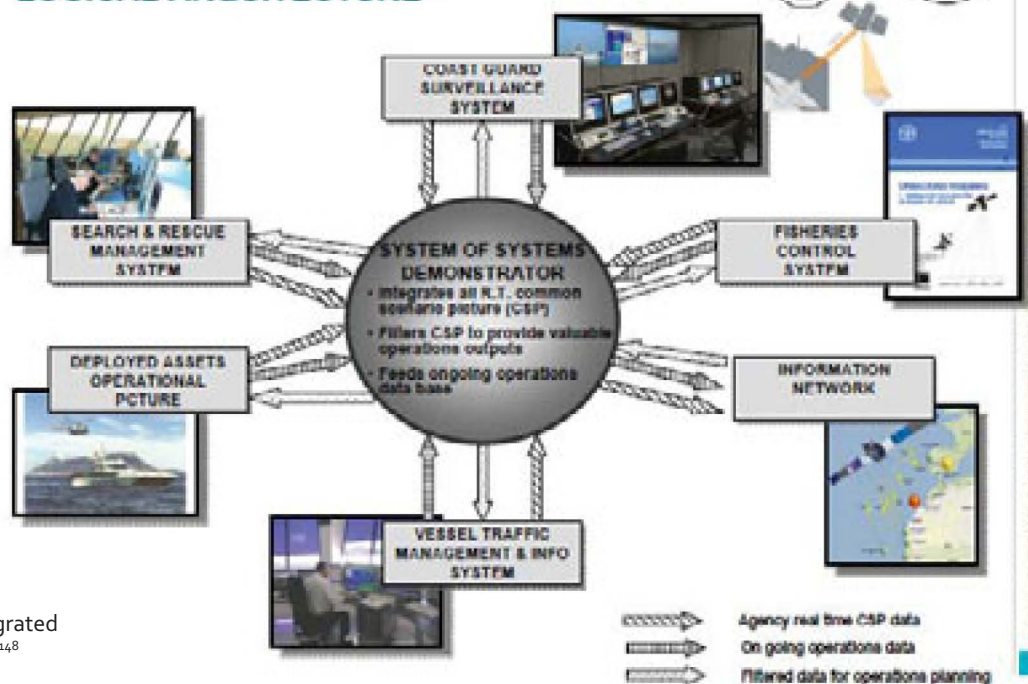 LOGICAL ARCHITECTURE
COAST GUARD
SURVEILLANCE
SYSTEM
SEARCH & RESCUE
MANAGEMENT
SYSTEM
SYSTEM OF SYSTEMS
DEMONSTRATOR
• Integrates all R.T. common
scenario picture (CSP)
• Filters CSP to provide valuable
operations outputs
• Feeds ongoing operations
data base
FISHERIES
CONTROL
SYSTEM
DEPLOYED ASSETS
OPERATIONAL
PCTURE
INFORMATION
NETWORK
VESSEL TRAFFIC
MANAGEMENT & INFO
SYSTEM
grated
148
Agency real time CSP data
On going operations data
Filtered data for operations planning